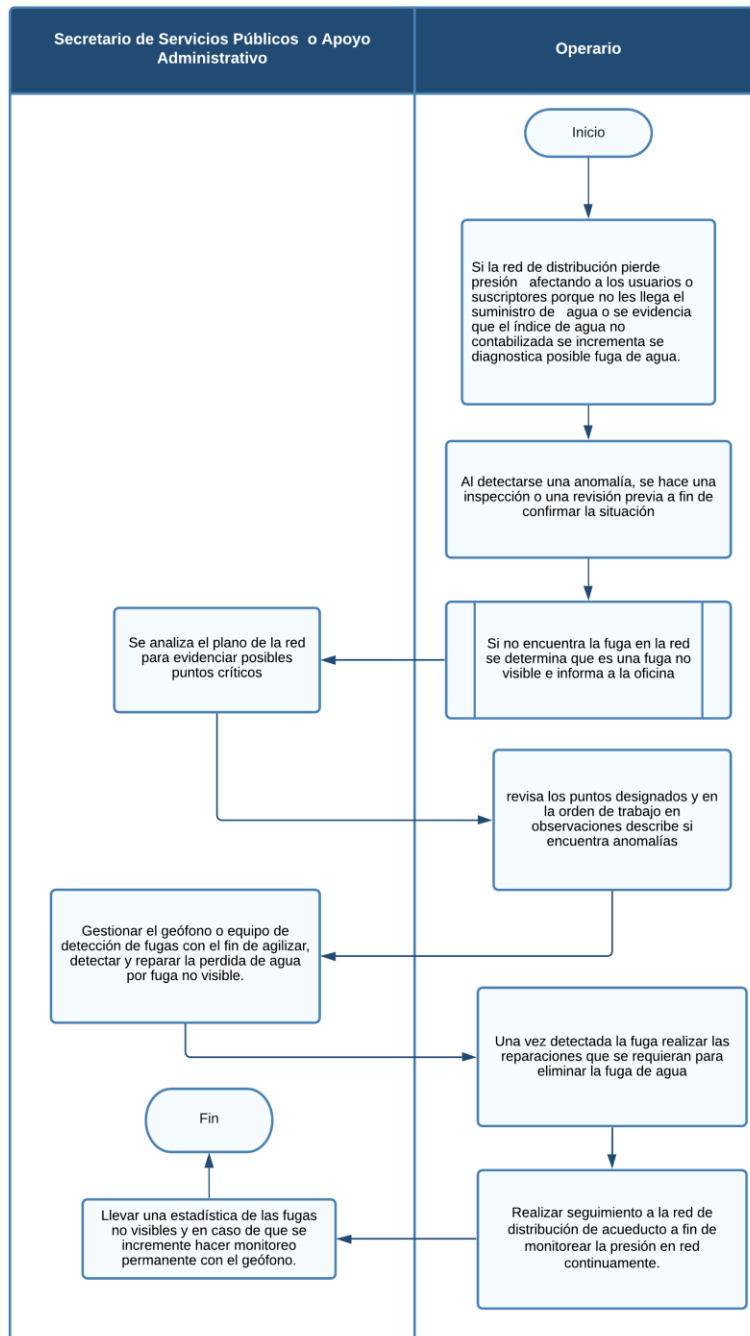 Secretario de Servicios Públicos o Apoyo
Administrativo
Operario
Inicio
Si la red de distribución pierde
presión afectando a los usuarios o
suscriptores porque no les llega el
suministro de agua o se evidencia
que el índice de agua no
contabilizada se incrementa se
diagnostica posible fuga de agua.
Al detectarse una anomalía, se hace una
inspección o una revisión previa a fin de
confirmar la situación
Si no encuentra la fuga en la red
se determina que es una fuga no
visible e informa a la oficina
Se analiza el plano de la red
para evidenciar posibles
puntos críticos
revisa los puntos designados y en
la orden de trabajo en
observaciones describe si
encuentra anomalías
Gestionar el geófono o equipo de
detección de fugas con el fin de agilizar,
detectar y reparar la perdida de agua
por fuga no visible.
Una vez detectada la fuga realizar las
reparaciones que se requieran para
eliminar la fuga de agua
Realizar seguimiento a la red de
distribución de acueducto a fin de
monitorear la presión en red
continuamente.
Llevar una estadística de las fugas
no visibles y en caso de que se
incremente hacer monitoreo
permanente con el geófono.
Fin